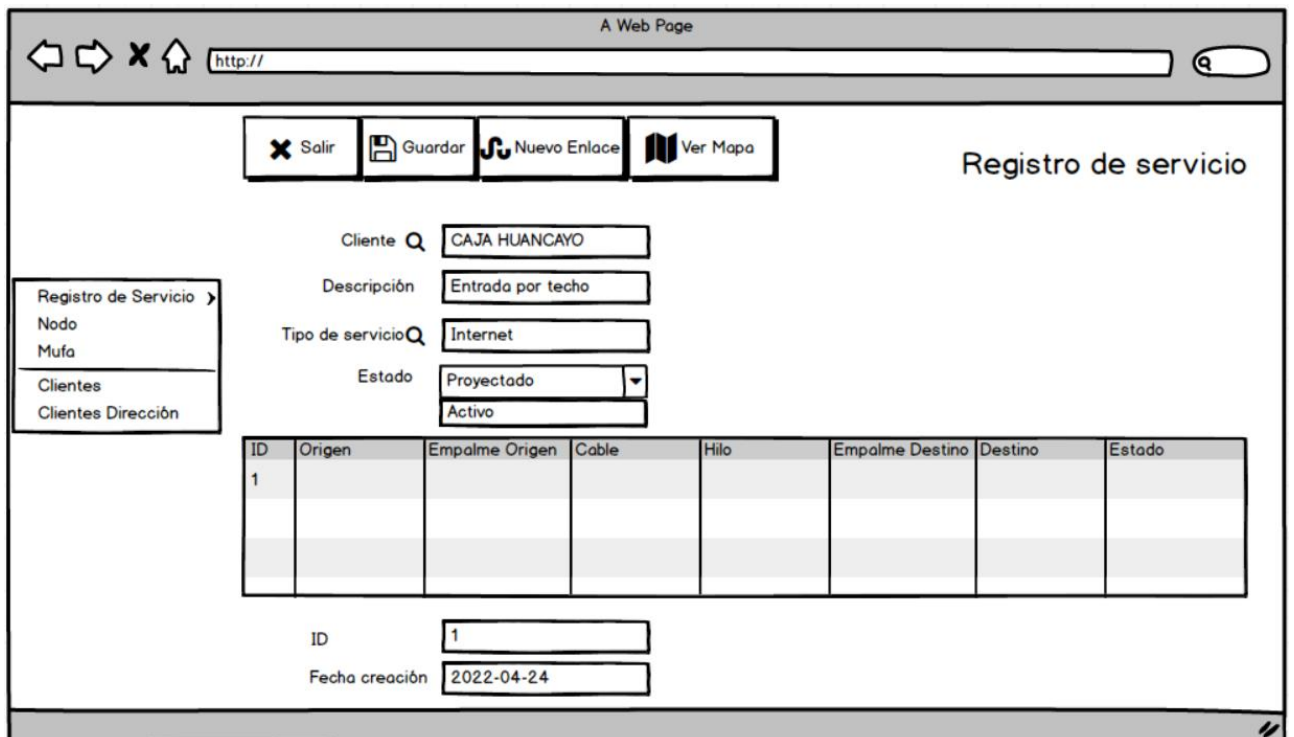 A Web Page
http://
Salir Guardar Nuevo Enlace Ver Mapa
Registro de servicio
Cliente CAJA HUANCAYO
Descripción Entrada por techo
Tipo de servicio Internet
Estado Proyectado
Activo
Registro de Servicio
Nodo
Mufa
Clientes
Clientes Dirección
ID Origen Empalme Origen Cable Hilo Empalme Destino Destino Estado
1
ID 1
Fecha creación 2022-04-24